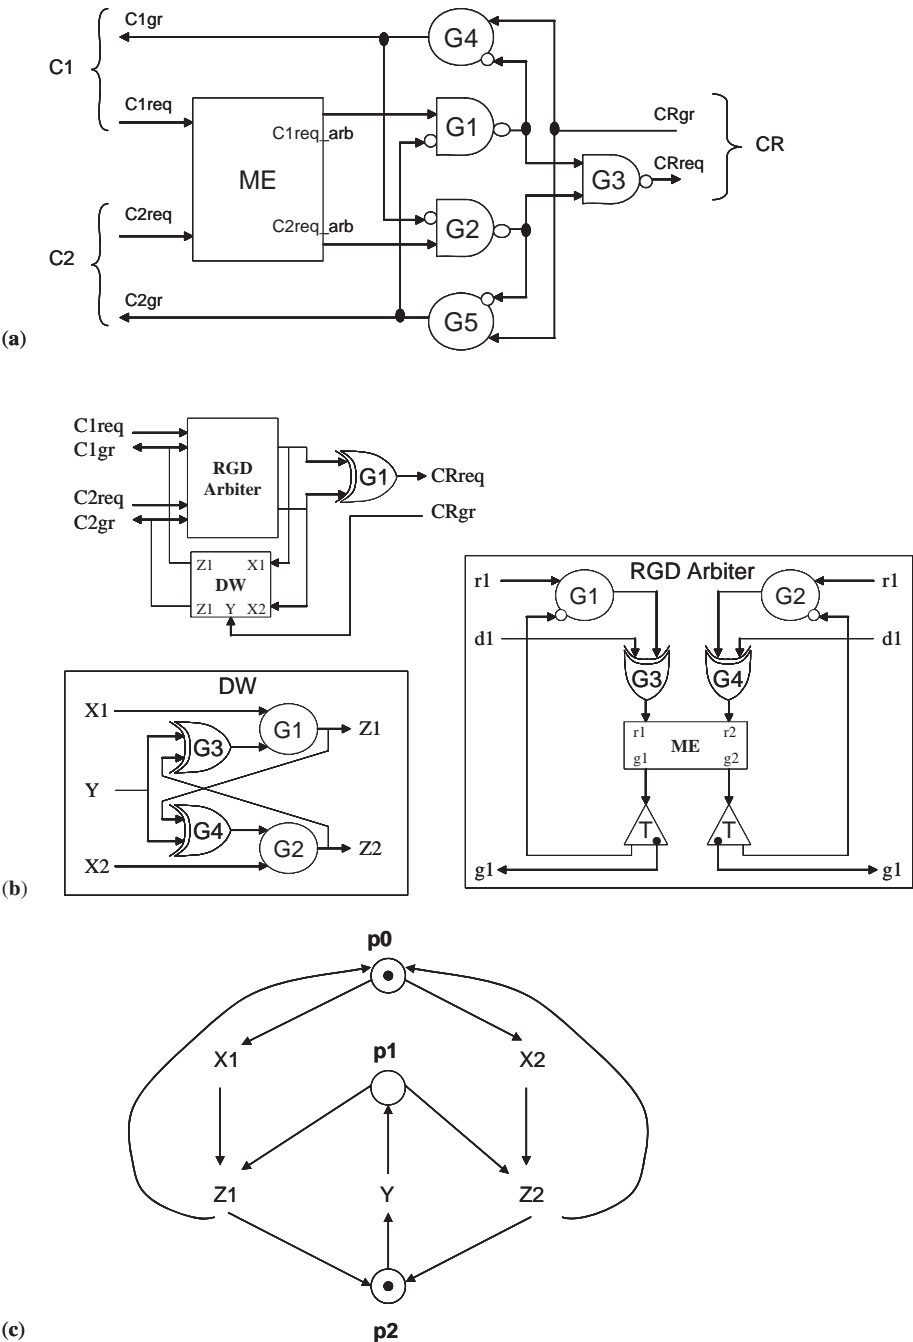 C1gr
C1
C1req
C1req_arb
ME
C2req
C2req_arb
C2
C2gr
G4
G1
G2
G5
G3
CRgr
CRreq
CR
(a)
C1req
C1gr
C2req
C2gr
RGD
Arbiter
G1
CRreq
CRgr
Z1 X1
DW
Z1 Y X2
DW
X1
Y
X2
G3
G4
G1
G2
Z1
Z2
RGD Arbiter
r1
G1
G2
r1
d1
d1
G3
G4
r1 r2
ME
g1 g2
T
T
g1
g1
(b)
p0
X1
p1
X2
Z1
Y
Z2
p2
(c)